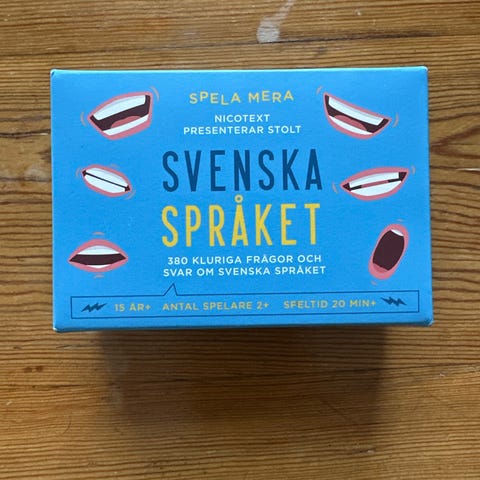 SPELA MERA
NICOTEXT
PRESENTERAR STOLT
SVENSKA
SPRÅKET
380 KLURIGA FRÅGOR OCH
SVAR OM SVENSKA SPRÅKET
15 ÅR+ ANTAL SPELARE 2+ SFELTID 20 MIN+